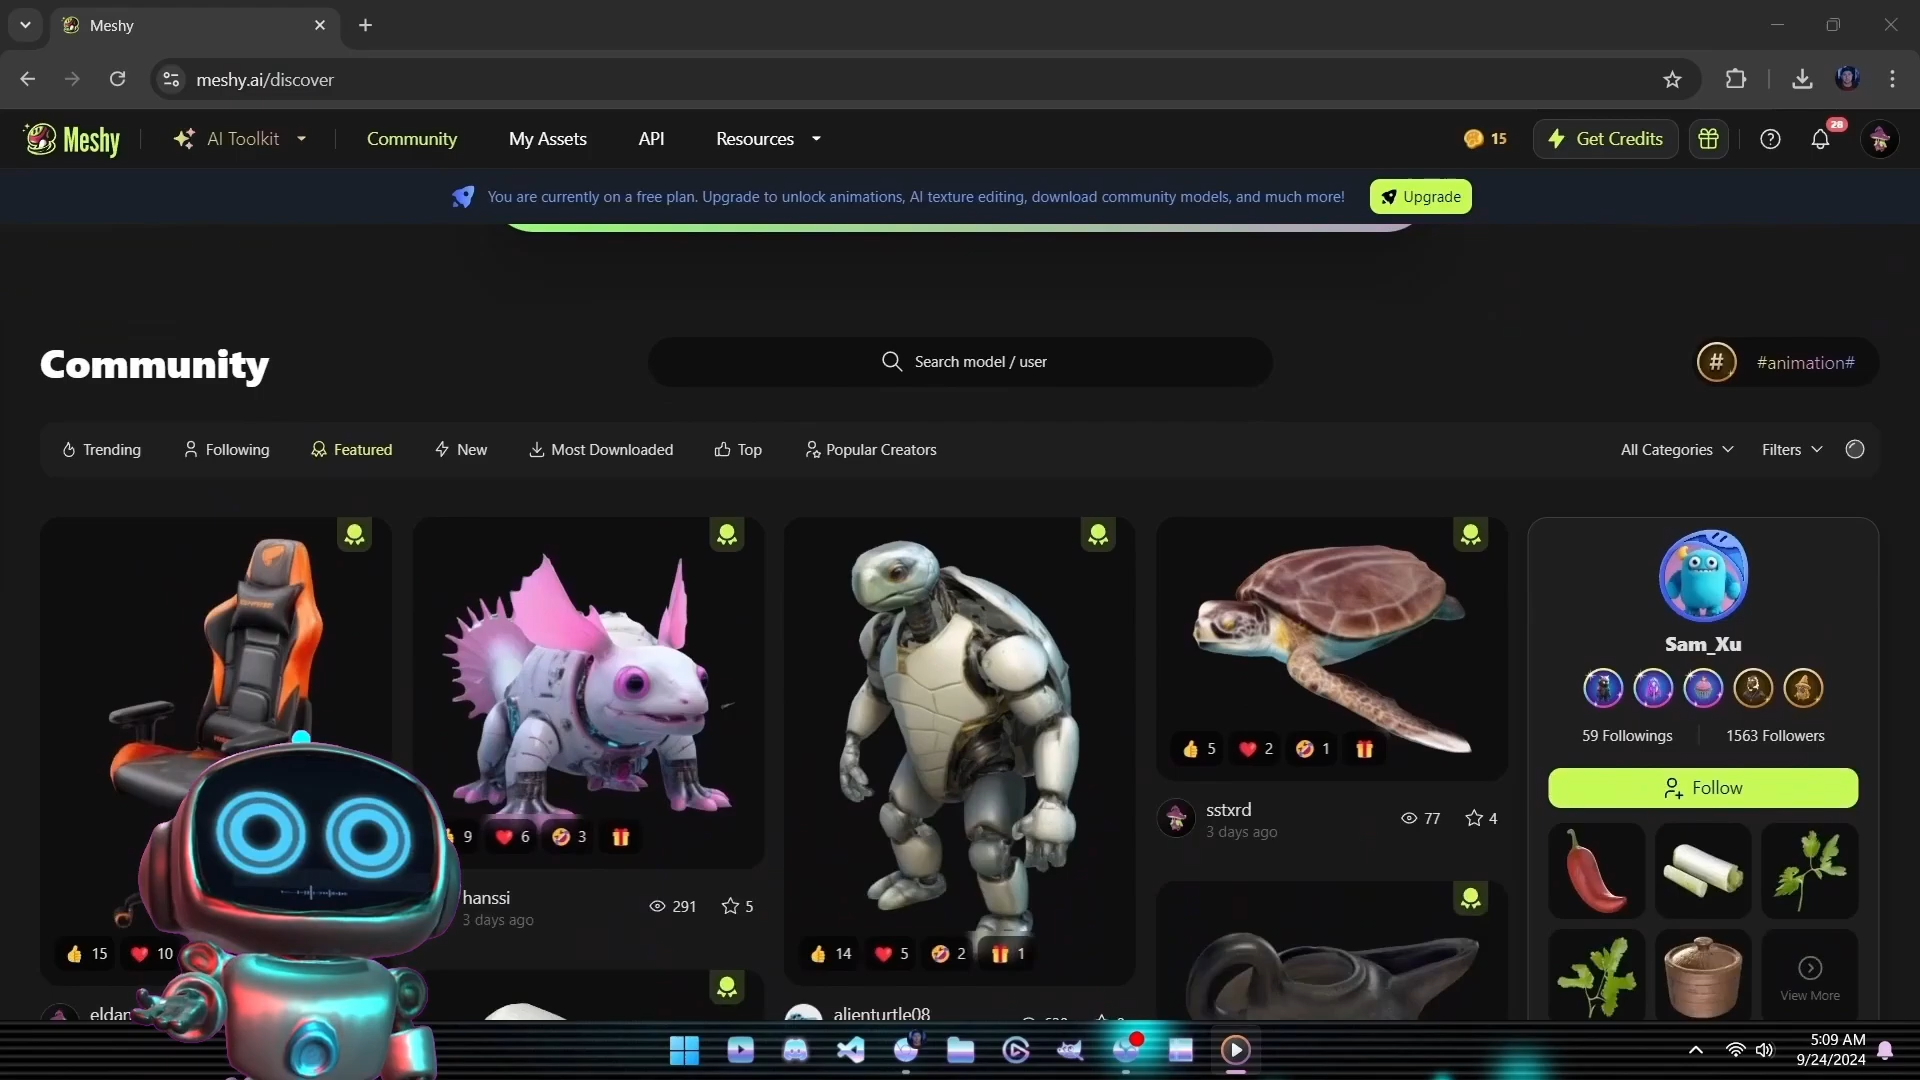 Meshy
meshy.ai/discover
Meshy
AI Toolkit
Community
My Assets
API
Resources
15
Get Credits
28
You are currently on a free plan. Upgrade to unlock animations, AI texture editing, download community models, and much more!
Upgrade
Community
Search model / user
#
#animation#
Trending
Following
Featured
New
Most Downloaded
Top
Popular Creators
All Categories
Filters
15
10
9
6
3
hanssi
3 days ago
291
5
14
5
2
1
alienturtle08
5
2
1
sstxrd
3 days ago
77
4
Sam_Xu
59 Followings
1563 Followers
Follow
View More
5:09 AM
9/24/2024